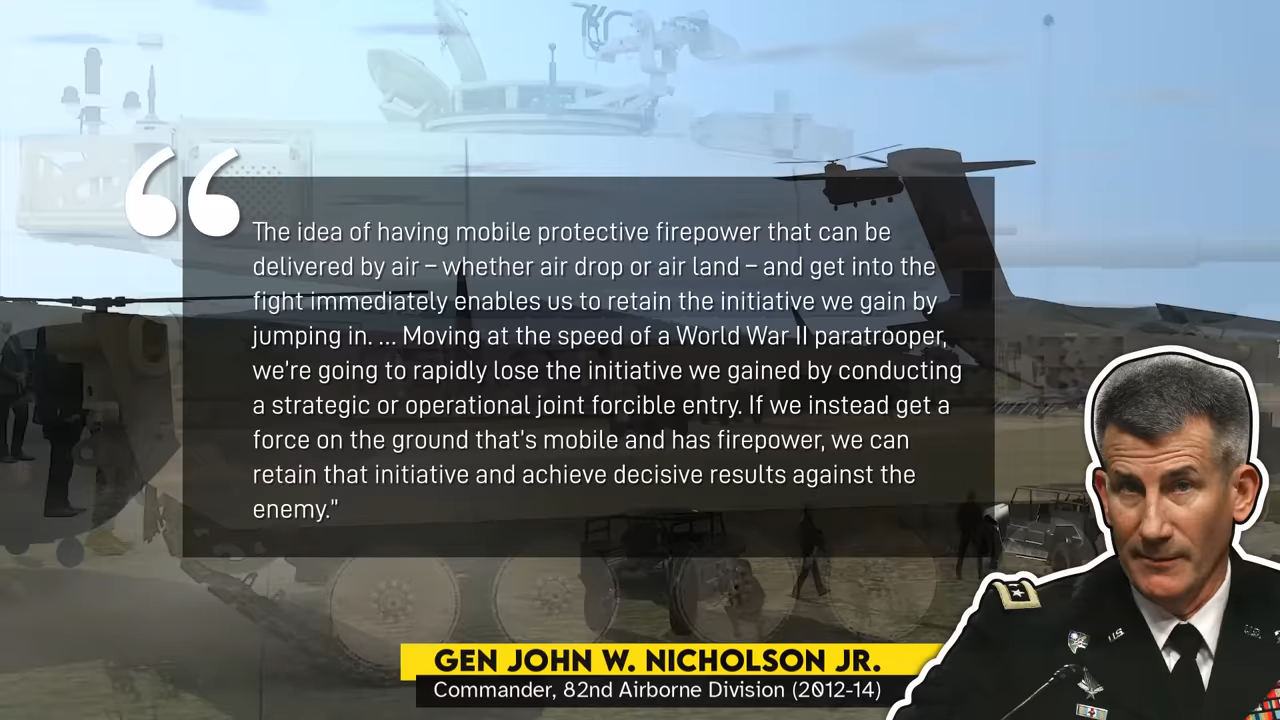 “
The idea of having mobile protective firepower that can be
delivered by air – whether air drop or air land – and get into the
fight immediately enables us to retain the initiative we gain by
jumping in. ... Moving at the speed of a World War II paratrooper,
we're going to rapidly lose the initiative we gained by conducting
a strategic or operational joint forcible entry. If we instead get a
force on the ground that's mobile and has firepower, we can
retain that initiative and achieve decisive results against the
enemy."
GEN JOHN W. NICHOLSON JR.
Commander, 82nd Airborne Division (2012-14)
U.S.